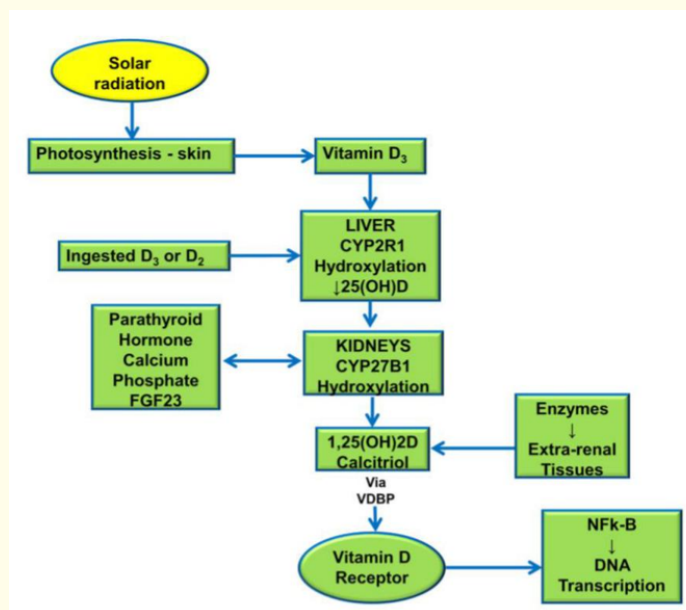 Solar
radiation
Photosynthesis - skin
Vitamin D₃
LIVER
CYP2R1
Hydroxylation
↓25(OH)D
Ingested D₃ or D₂
Parathyroid
Hormone
Calcium
Phosphate
FGF23
KIDNEYS
CYP27B1
Hydroxylation
Enzymes
↓
Extra-renal
Tissues
1,25(OH)2D
Calcitriol
Via
VDBP
Vitamin D
Receptor
NFk-B
↓
DNA
Transcription